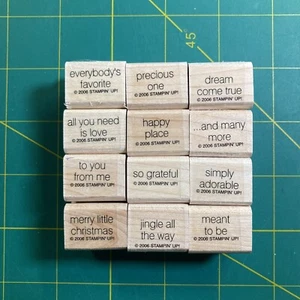 45°
everybody's
favorite
© 2006 STAMPIN' UP!
precious
one
© 2006 STAMPIN' UP!
dream
come true
© 2006 STAMPIN' UP!
all you need
is love
© 2006 STAMPIN' UP!
happy
place
© 2006 STAMPIN' UP!
...and many
more
© 2006 STAMPIN' UP!
to you
from me
© 2006 STAMPIN' UP!
so grateful
© 2006 STAMPIN' UP!
simply
adorable
© 2006 STAMPIN' UP!
merry little
christmas
© 2006 STAMPIN' UP!
jingle all
the way
© 2006 STAMPIN' UP!
meant
to be
© 2006 STAMPIN' UP!